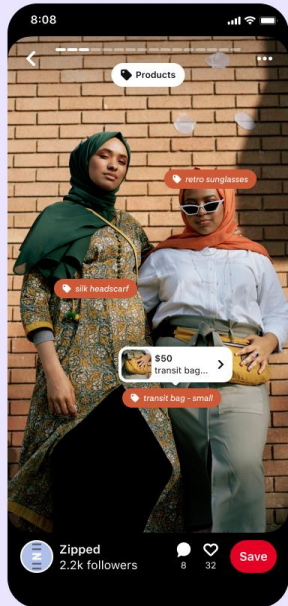 8:08
Products
retro sunglasses
silk headscarf
$50
transit bag...
transit bag - small
Zipped
2.2k followers
8
32
Save